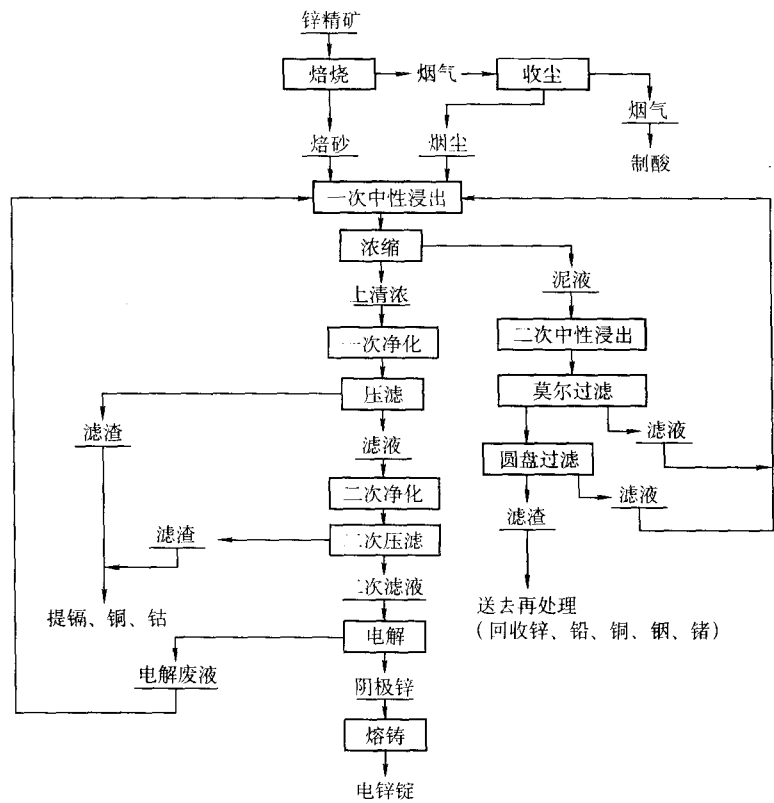 锌精矿
焙烧
烟气
收尘
烟气
制酸
焙砂
烟尘
一次中性浸出
浓缩
上清浓
泥液
一次净化
二次中性浸出
压滤
莫尔过滤
滤渣
滤液
滤液
圆盘过滤
二次净化
滤液
滤渣
滤渣
二次压滤
二次滤液
提镉、铜、钴
送去再处理
(回收锌、铅、铜、铟、锗)
电解
电解废液
阴极锌
熔铸
电锌锭